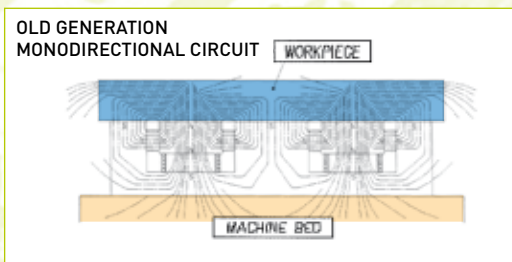 OLD GENERATION
MONODIRECTIONAL CIRCUIT
WORKPIECE
MACHINE BED